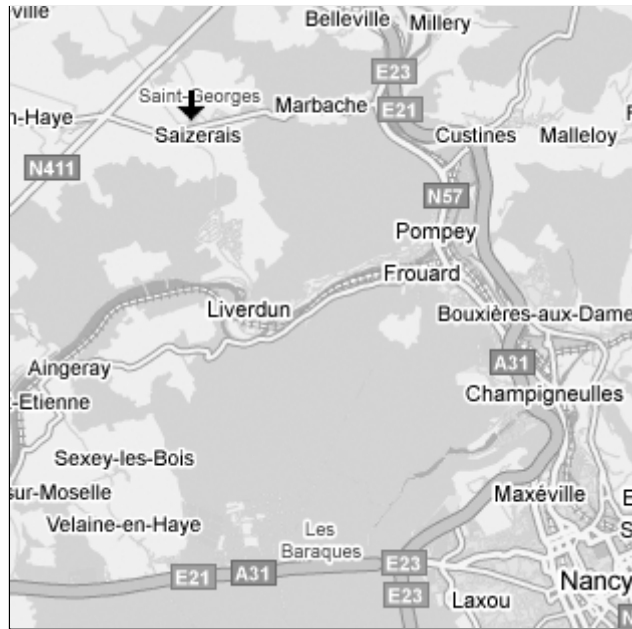 ville
Belleville
Millery
E23
Saint-Georges
Marbache
E21
n-Haye
Saizerais
Custines
Malleloy
F
N411
N57
Pompey
Frouard
Liverdun
Bouxières-aux-Dame
Aingeray
A31
-Etienne
Champigneulles
Sexey-les-Bois
sur-Moselle
Maxéville
E
Velaine-en-Haye
Les
Baraques
S
E21
A31
E23
Nancy
E23
Laxou
N